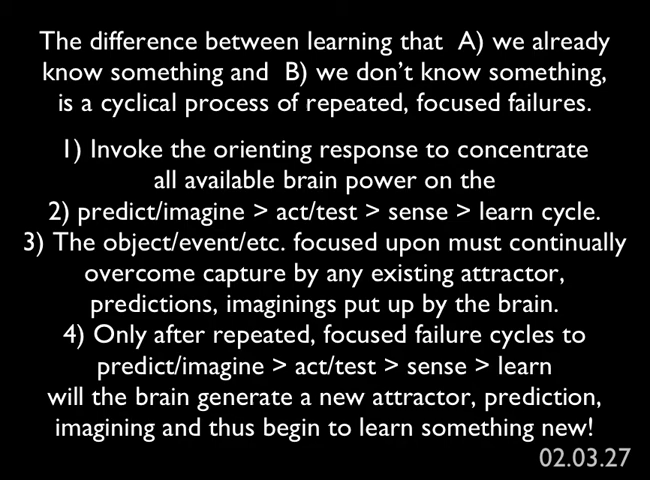 The difference between learning that  A) we already
know something and  B) we don't know something,
is a cyclical process of repeated, focused failures.
1) Invoke the orienting response to concentrate
all available brain power on the
2) predict/imagine > act/test > sense > learn cycle.
3) The object/event/etc. focused upon must continually
overcome capture by any existing attractor,
predictions, imaginings put up by the brain.
4) Only after repeated, focused failure cycles to
predict/imagine > act/test > sense > learn
will the brain generate a new attractor, prediction,
imagining and thus begin to learn something new!
02.03.27